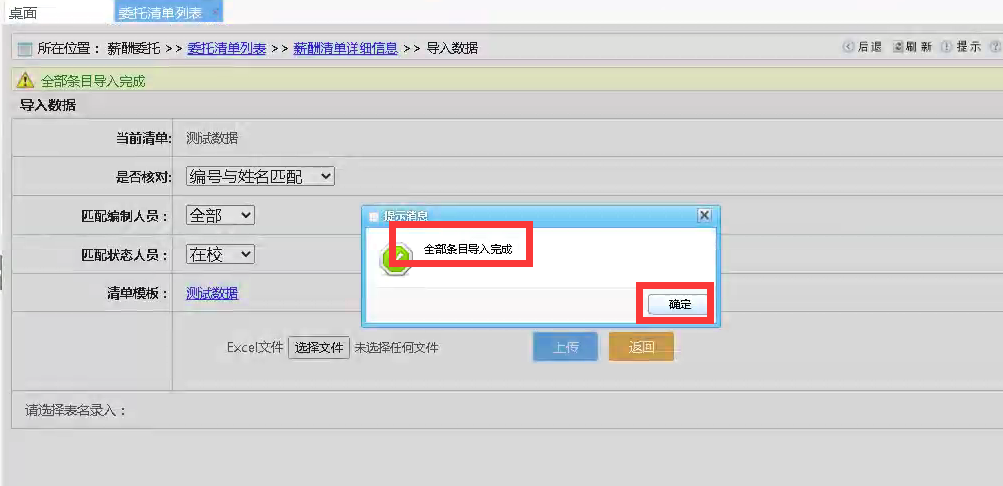 桌面 委托清单列表
所在位置： 薪酬委托 >> 委托清单列表 >> 薪酬清单详细信息 >> 导入数据 后退 刷新 提示
全部条目导入完成
导入数据
当前清单: 测试数据
是否核对: 编号与姓名匹配
匹配编制人员： 全部
提示消息
全部条目导入完成
匹配状态人员： 在校
清单模板： 测试数据
确定
Excel文件 选择文件 未选择任何文件 上传 返回
请选择表名录入：